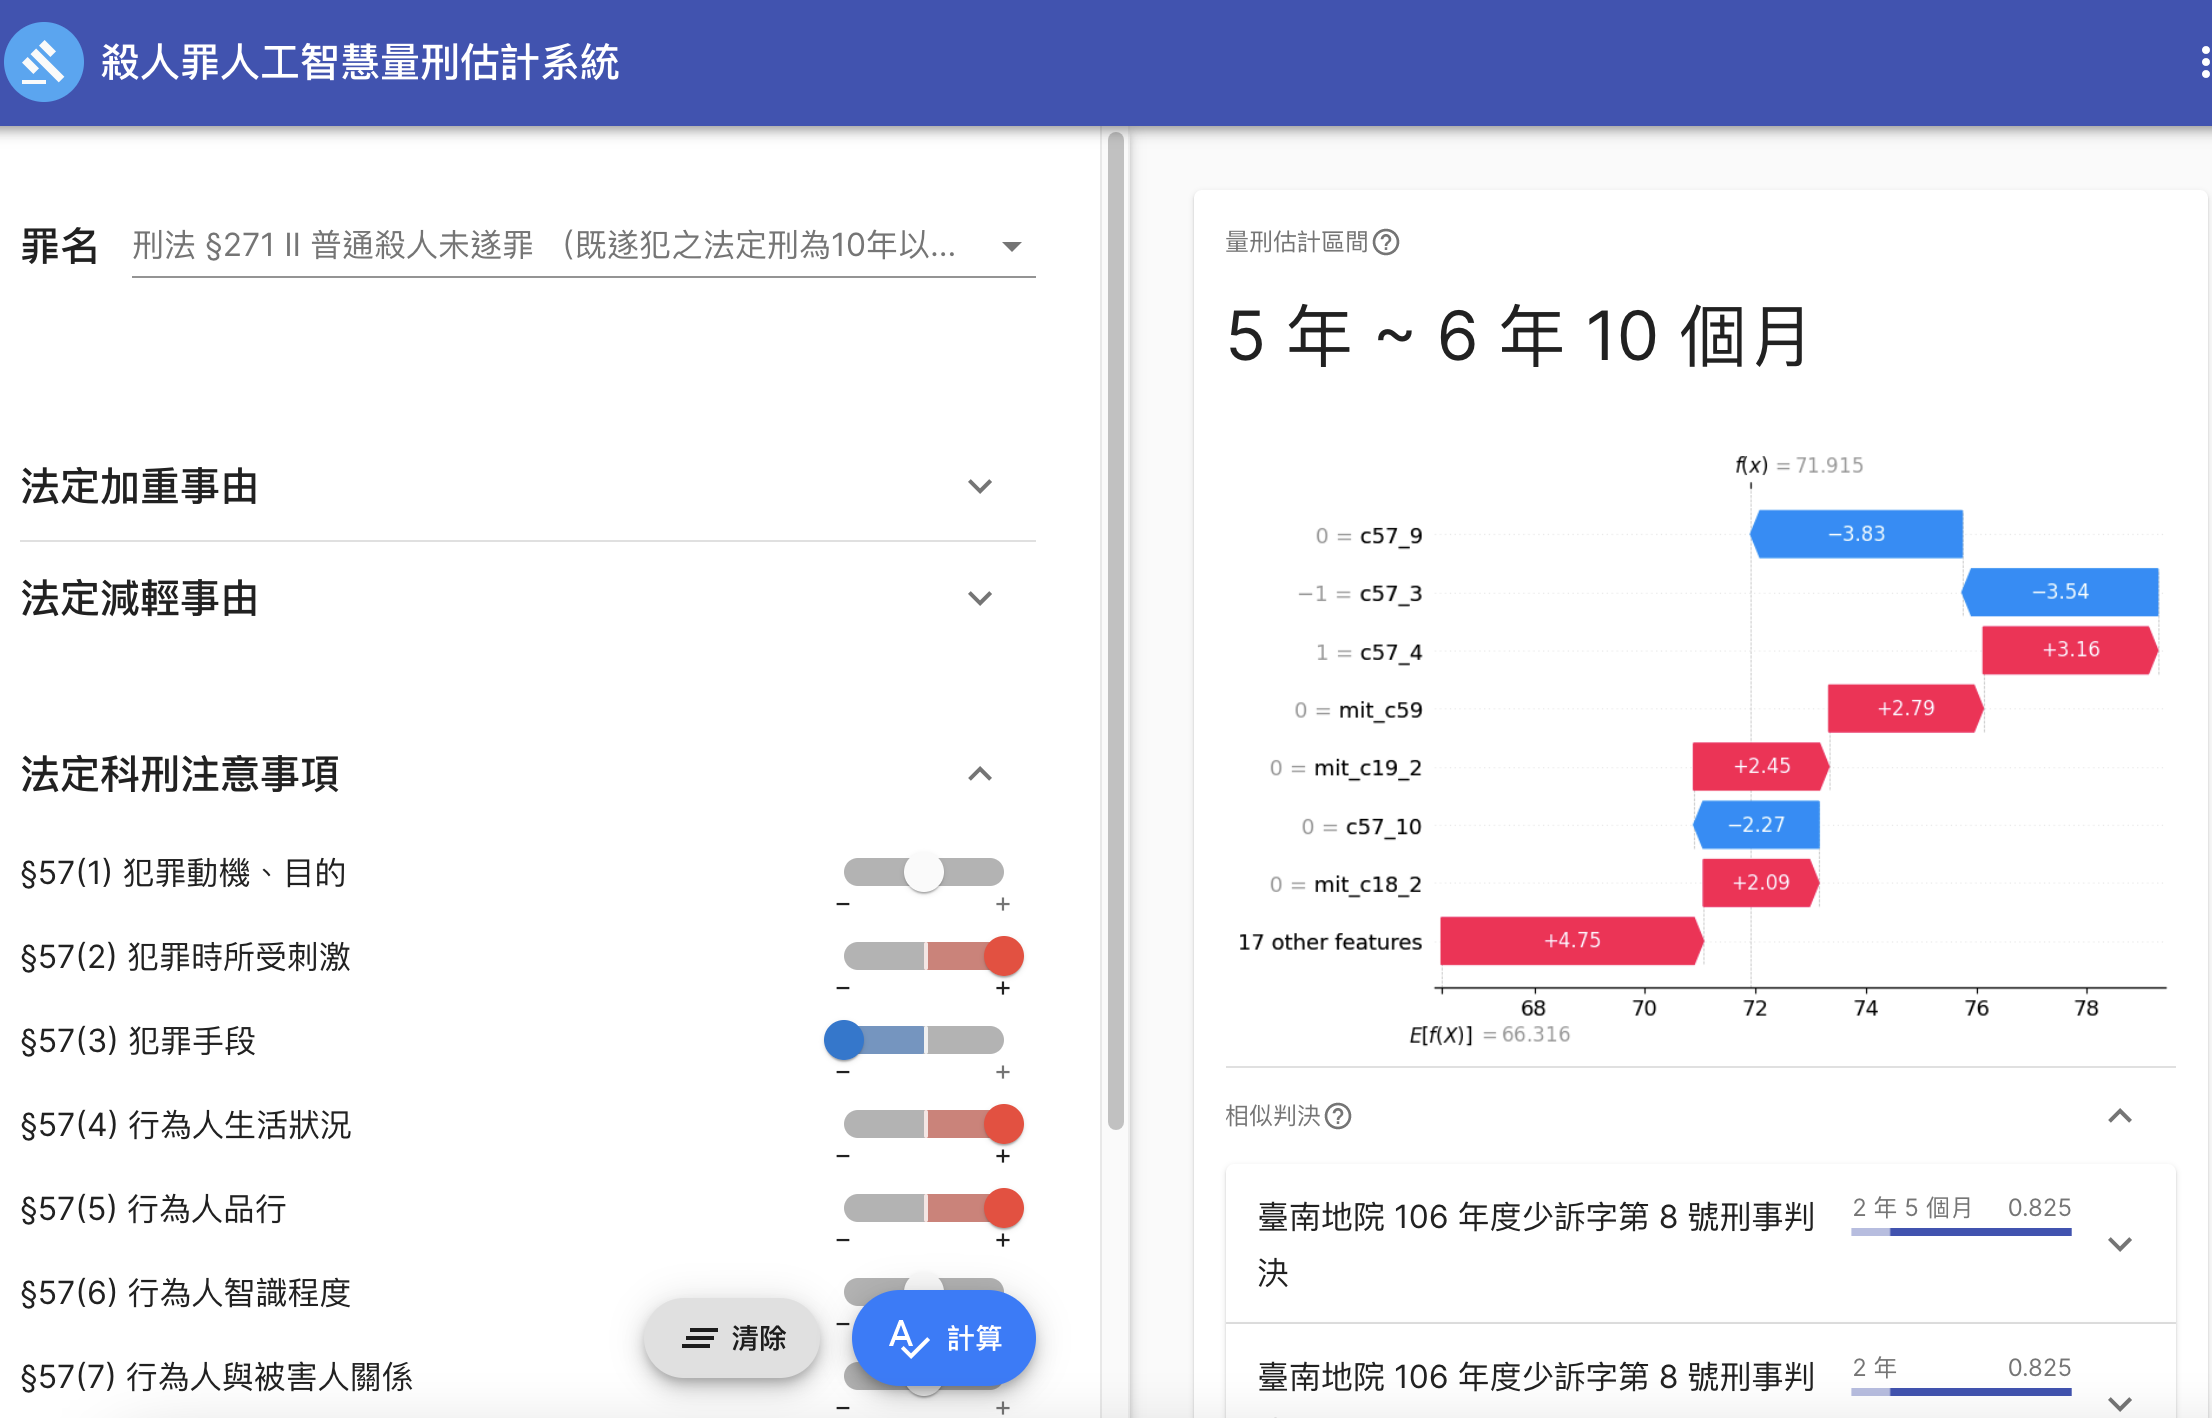 殺人罪人工智慧量刑估計系統
罪名 刑法 §271 II 普通殺人未遂罪 （既遂犯之法定刑為10年以...
法定加重事由
法定減輕事由
法定科刑注意事項
§57(1) 犯罪動機、目的
− +
§57(2) 犯罪時所受刺激
− +
§57(3) 犯罪手段
− +
§57(4) 行為人生活狀況
− +
§57(5) 行為人品行
− +
§57(6) 行為人智識程度
−
§57(7) 行為人與被害人關係
− +
清除
計算
量刑估計區間
5 年 ~ 6 年 10 個月
f(x) = 71.915
0 = c57_9 −3.83
−1 = c57_3 −3.54
1 = c57_4 +3.16
0 = mit_c59 +2.79
0 = mit_c19_2 +2.45
0 = c57_10 −2.27
0 = mit_c18_2 +2.09
17 other features +4.75
68 70 72 74 76 78
E[f(X)] = 66.316
相似判決
臺南地院 106 年度少訴字第 8 號刑事判
決
2 年 5 個月 0.825
臺南地院 106 年度少訴字第 8 號刑事判
2 年 0.825